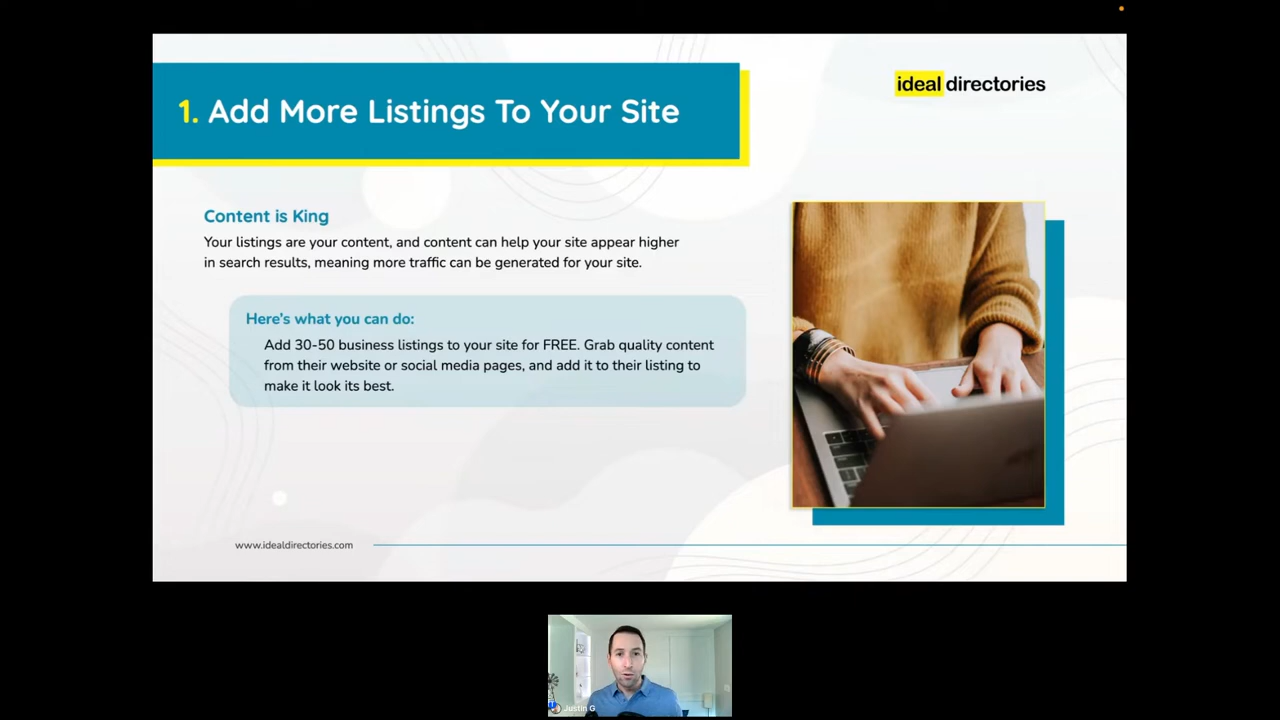 1. Add More Listings To Your Site
ideal directories
Content is King
Your listings are your content, and content can help your site appear higher
in search results, meaning more traffic can be generated for your site.
Here's what you can do:
Add 30-50 business listings to your site for FREE. Grab quality content
from their website or social media pages, and add it to their listing to
make it look its best.
www.idealdirectories.com
Justin G